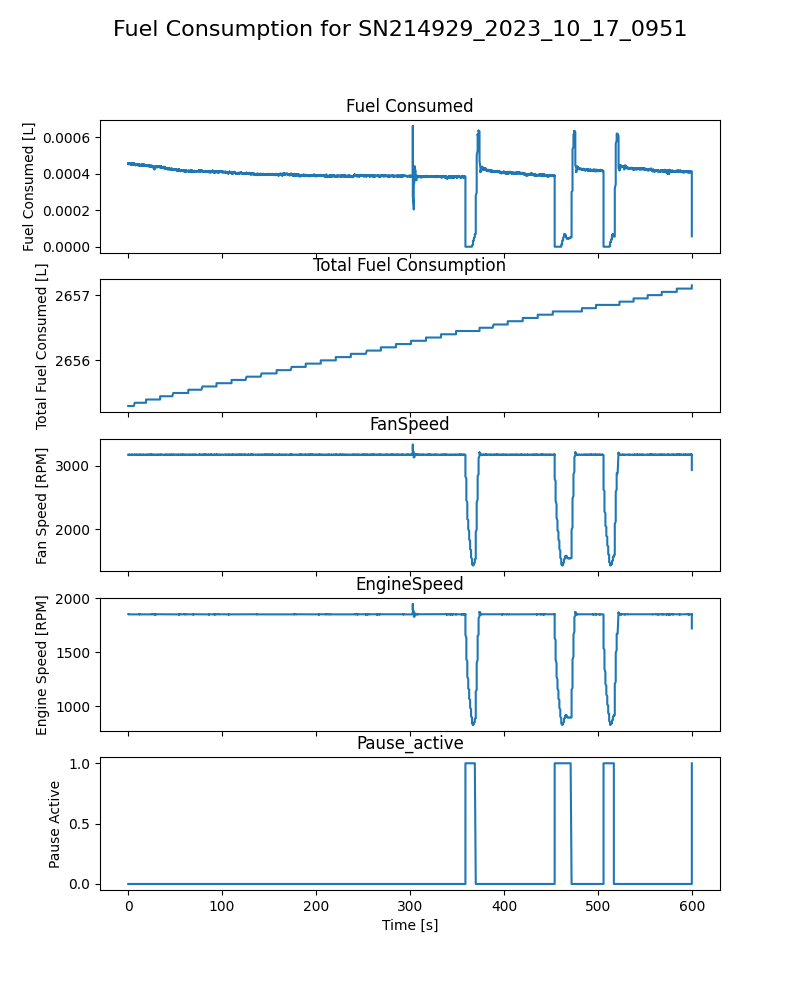 Fuel Consumption for SN214929_2023_10_17_0951
Fuel Consumed
Fuel Consumed [L]
0.0006
0.0004
0.0002
0.0000
Total Fuel Consumption
Total Fuel Consumed [L]
2657
2656
FanSpeed
Fan Speed [RPM]
3000
2000
EngineSpeed
Engine Speed [RPM]
2000
1500
1000
Pause_active
Pause Active
1.0
0.5
0.0
0 100 200 300 400 500 600
Time [s]